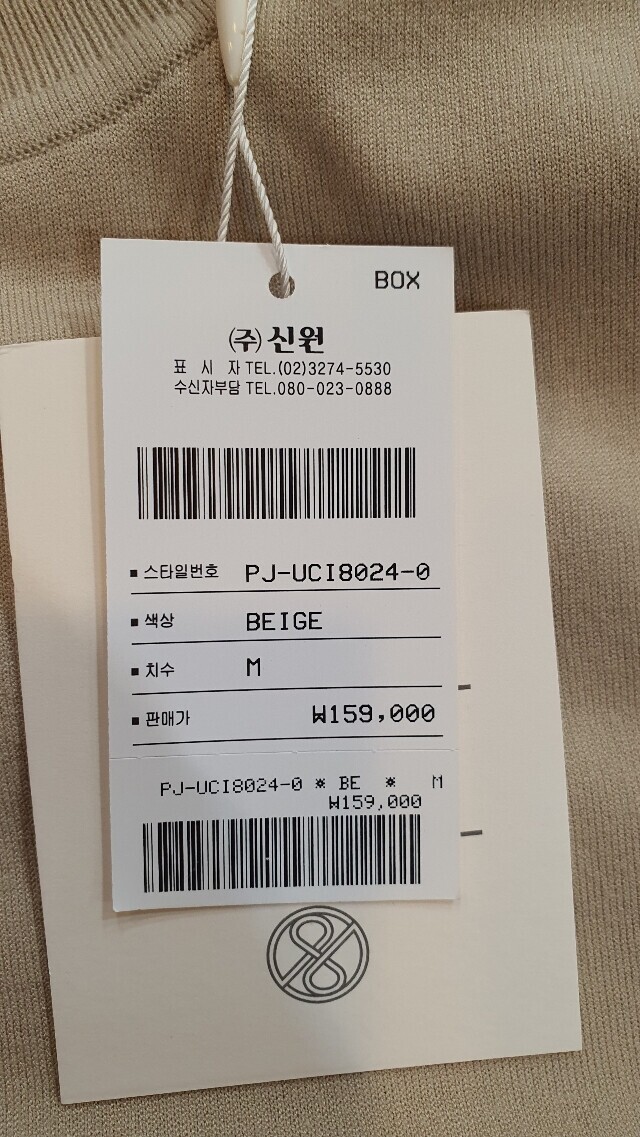 BOX
㈜신원
표 시 자 TEL.(02)3274-5530
수신자부담 TEL.080-023-0888
■ 스타일번호 PJ-UCI8024-0
■ 색상 BEIGE
■ 치수 M
■ 판매가 ₩159,000
PJ-UCI8024-0 ※ BE ※ M
₩159,000